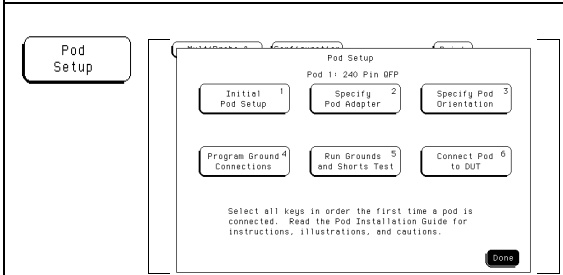 Pod
Setup
Pod Setup
Pod 1: 240 Pin QFP
Initial 1
Pod Setup
Specify 2
Pod Adapter
Specify Pod 3
Orientation
Program Ground 4
Connections
Run Grounds 5
and Shorts Test
Connect Pod 6
to DUT
Select all keys in order the first time a pod is
connected. Read the Pod Installation Guide for
instructions, illustrations, and cautions.
Done